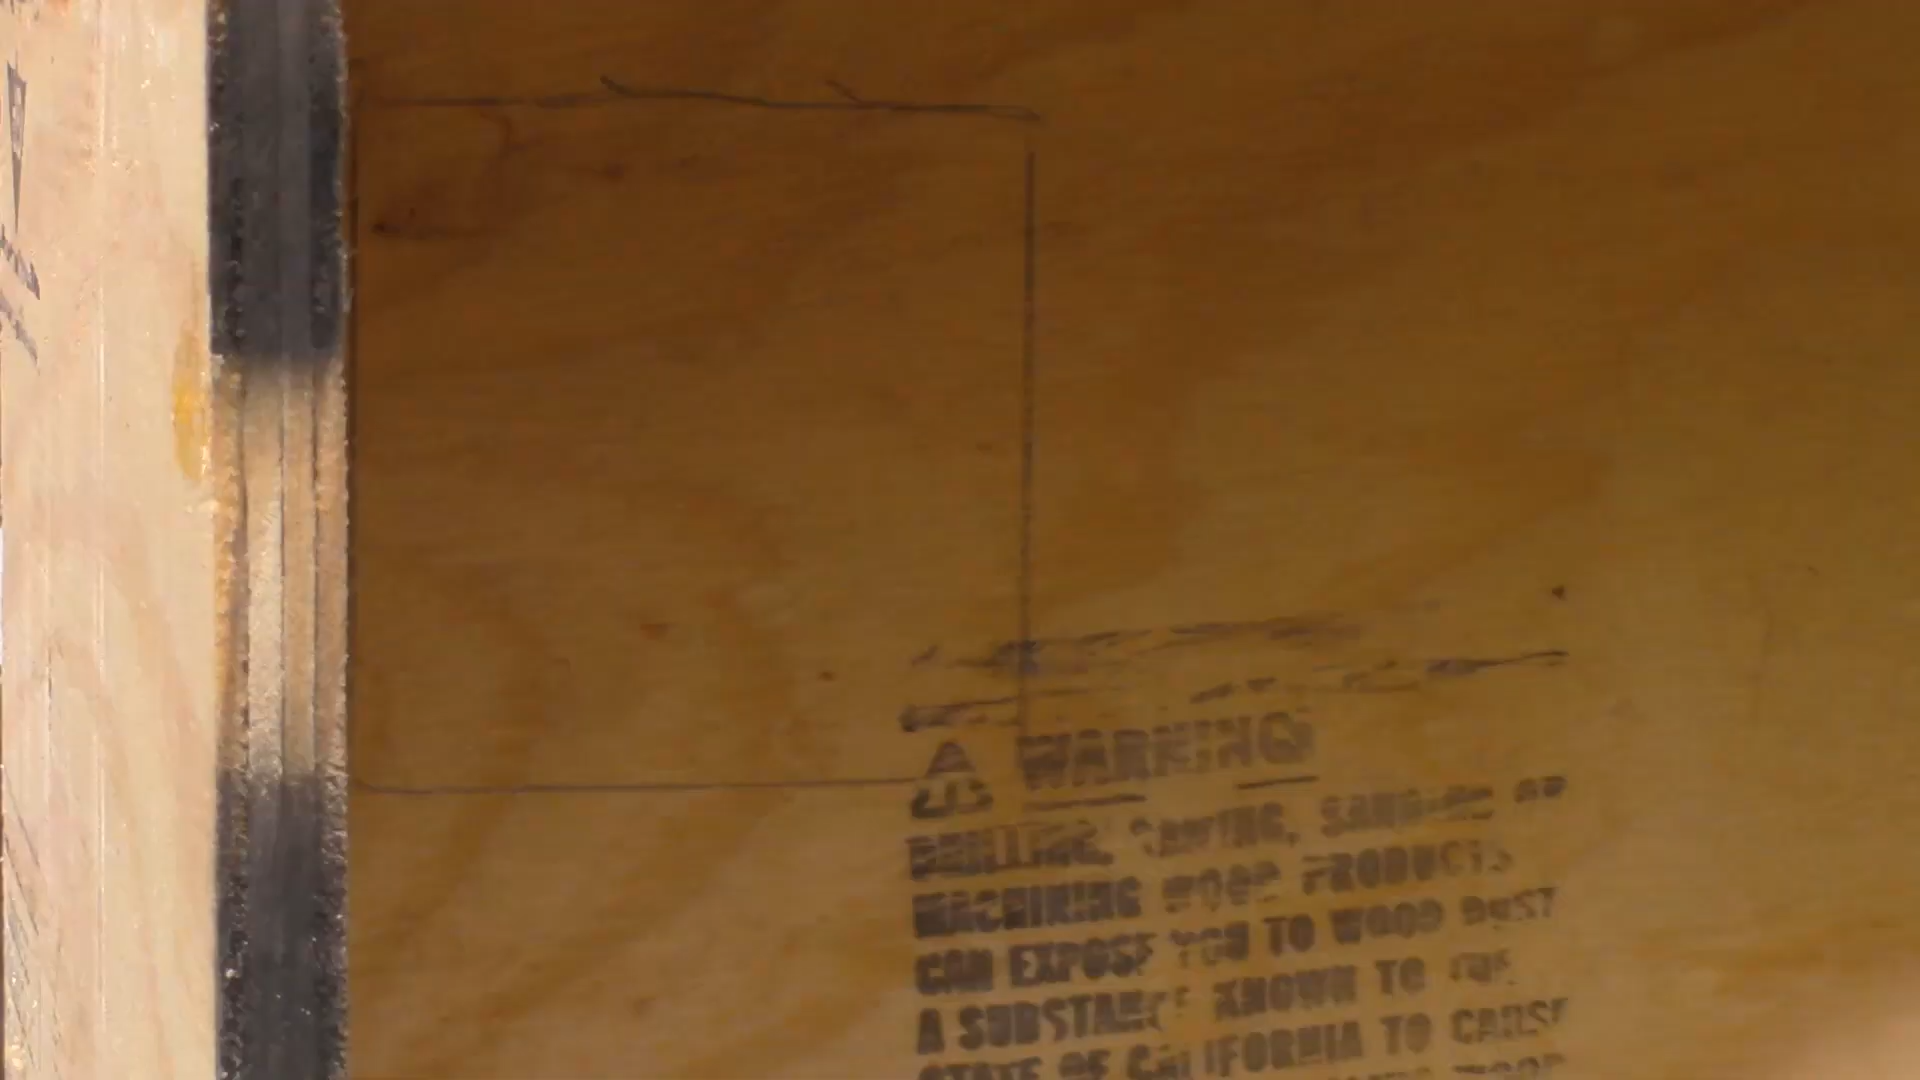 WARNING
DRILLING, SAWING, SANDING OR
MACHINING WOOD PRODUCTS
CAN EXPOSE YOU TO WOOD DUST
A SUBSTANCE KNOWN TO THE
STATE OF CALIFORNIA TO CAUSE